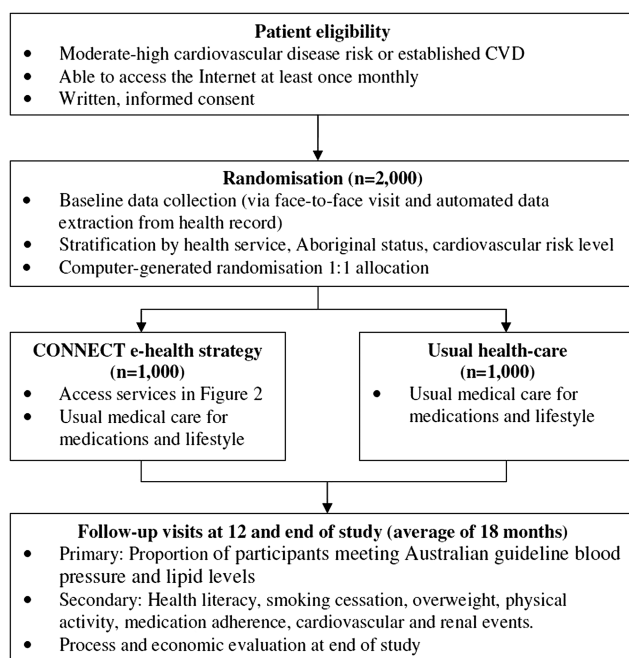 Patient eligibility
• Moderate-high cardiovascular disease risk or established CVD
• Able to access the Internet at least once monthly
• Written, informed consent
Randomisation (n=2,000)
• Baseline data collection (via face-to-face visit and automated data
extraction from health record)
• Stratification by health service, Aboriginal status, cardiovascular risk level
• Computer-generated randomisation 1:1 allocation
CONNECT e-health strategy
(n=1,000)
• Access services in Figure 2
• Usual medical care for
medications and lifestyle
Usual health-care
(n=1,000)
• Usual medical care for
medications and lifestyle
Follow-up visits at 12 and end of study (average of 18 months)
• Primary: Proportion of participants meeting Australian guideline blood
pressure and lipid levels
• Secondary: Health literacy, smoking cessation, overweight, physical
activity, medication adherence, cardiovascular and renal events.
• Process and economic evaluation at end of study